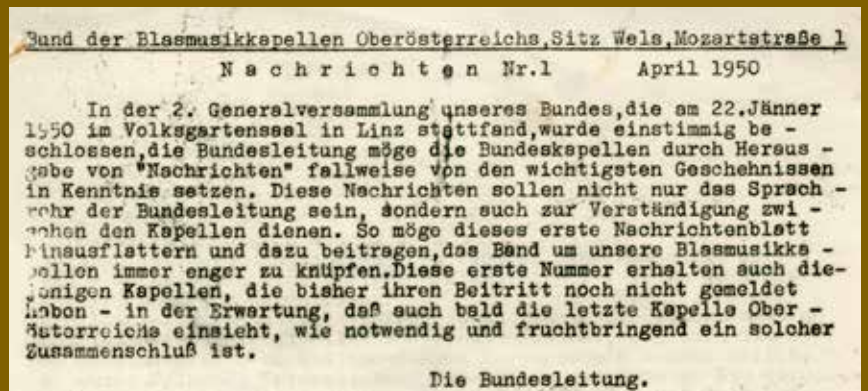 Bund der Blasmusikkapellen Oberösterreichs,Sitz Wels,Mozartstraße 1
N a c h r i c h t e n Nr.1 April 1950
In der 2. Generalversammlung unseres Bundes,die am 22.Jänner
1950 im Volksgartensaal in Linz stattfand,wurde einstimmig be -
schlossen,die Bundesleitung möge die Bundeskapellen durch Heraus -
gabe von "Nachrichten" fallweise von den wichtigsten Geschehnissen
in Kenntnis setzen. Diese Nachrichten sollen nicht nur das Sprach -
rohr der Bundesleitung sein, sondern auch zur Verständigung zwi -
schen den Kapellen dienen. So möge dieses erste Nachrichtenblatt
hinausflattern und dazu beitragen,das Band um unsere Blasmusikka -
pellen immer enger zu knüpfen.Diese erste Nummer erhalten auch die-
jenigen Kapellen, die bisher ihren Beitritt noch nicht gemeldet
haben - in der Erwartung, daß auch bald die letzte Kapelle Ober -
österreichs einsieht, wie notwendig und fruchtbringend ein solcher
Zusammenschluß ist.
Die Bundesleitung.